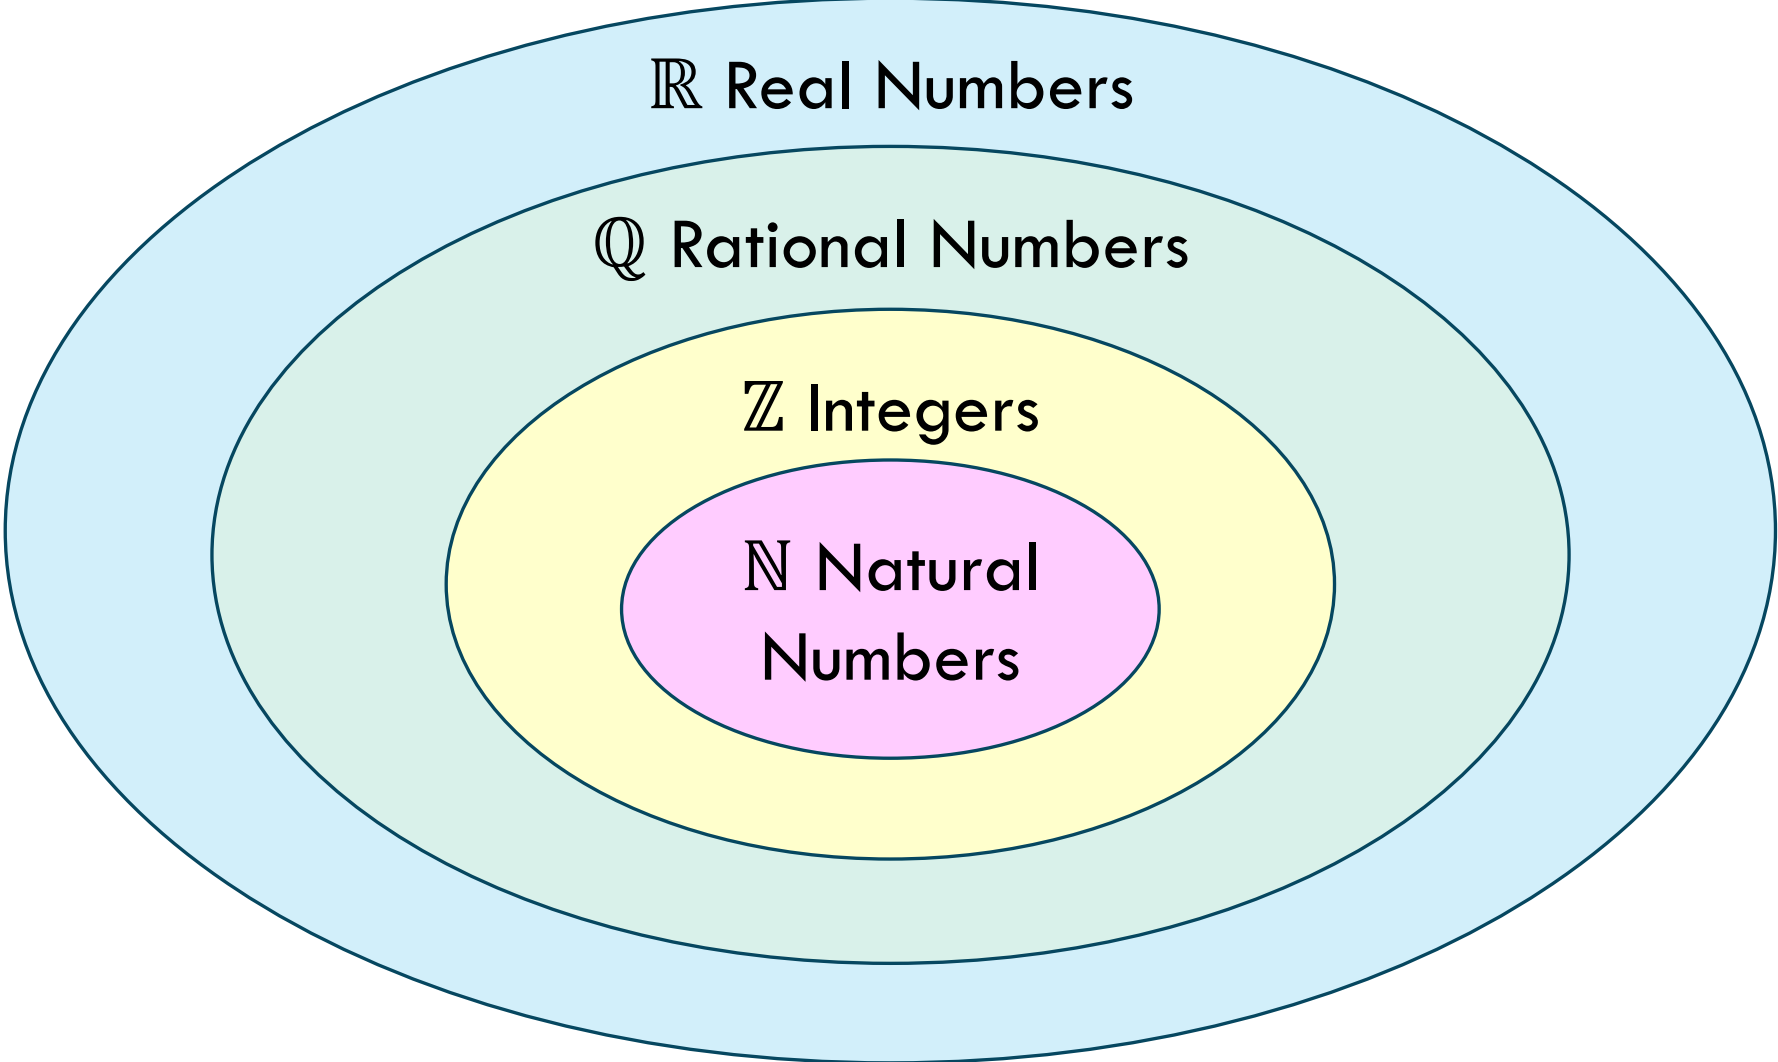 ℝ Real Numbers
ℚ Rational Numbers
ℤ Integers
ℕ Natural
Numbers